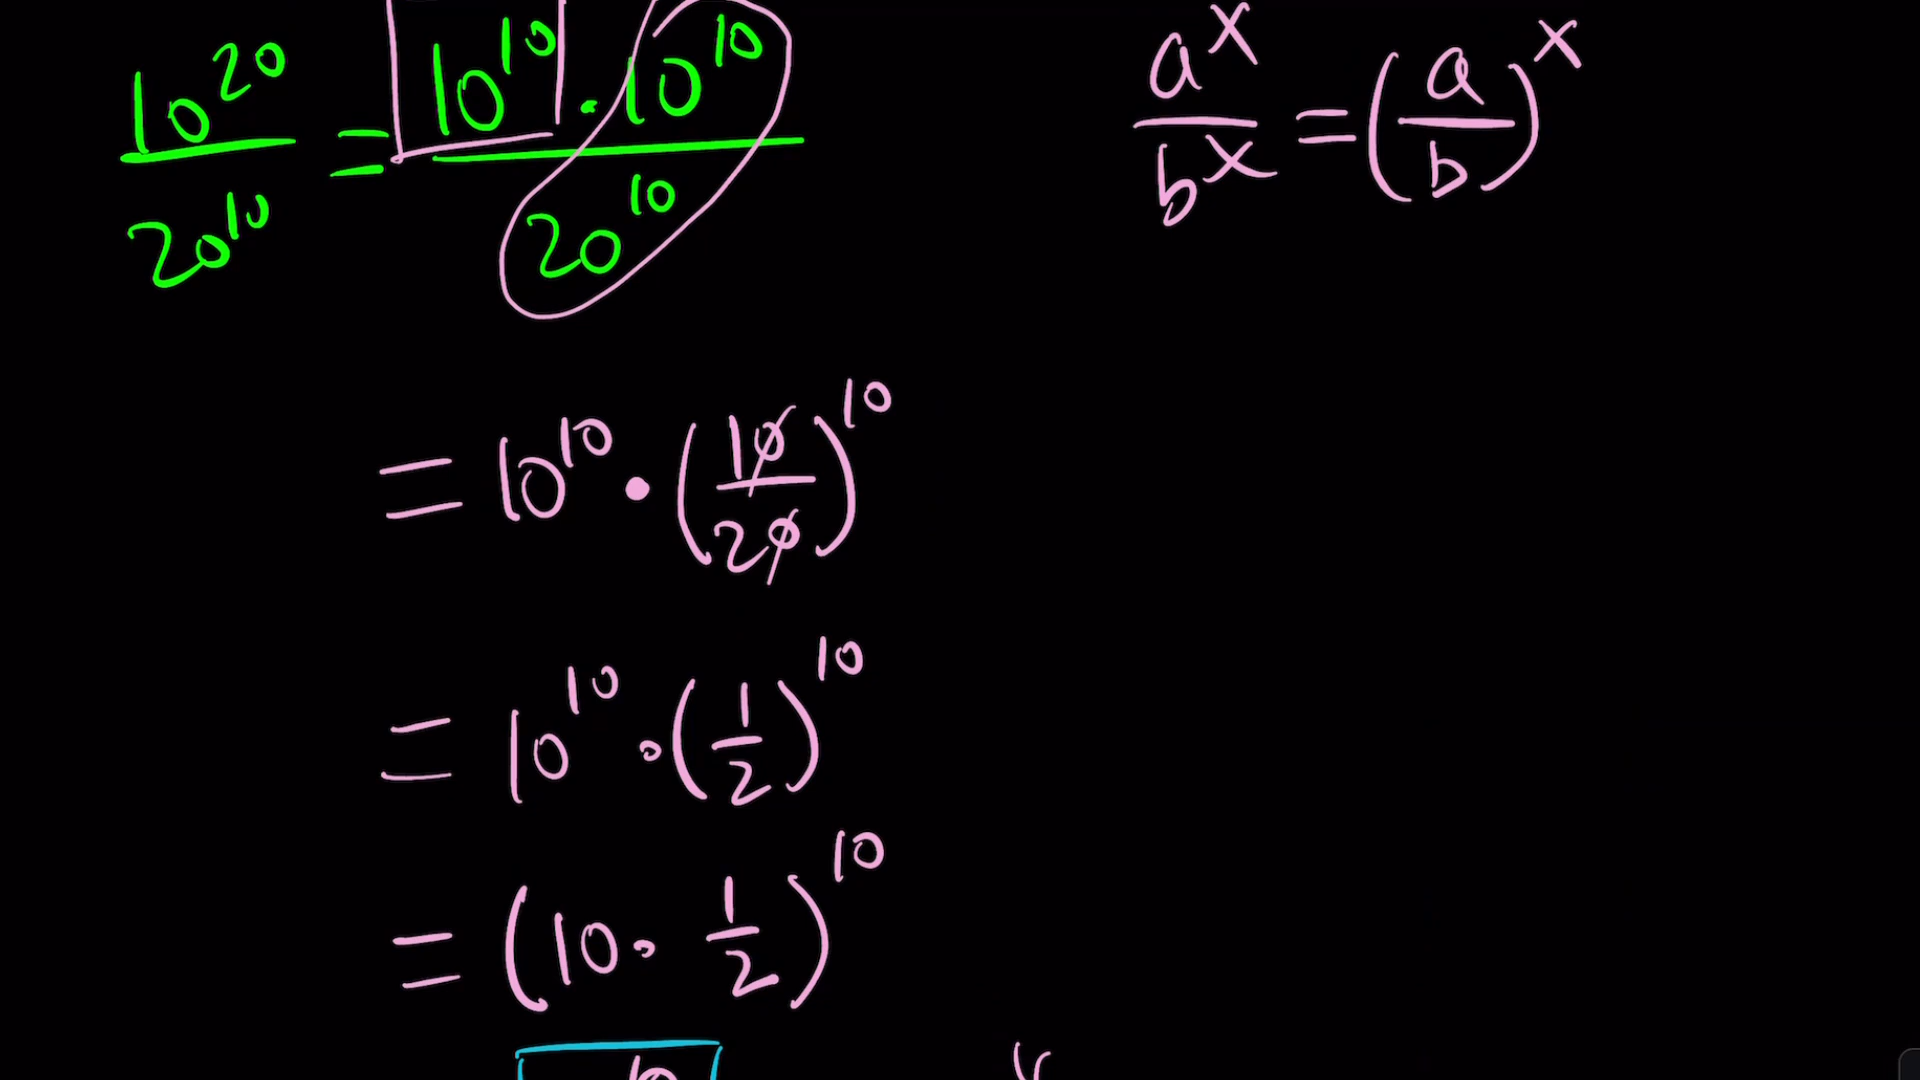 10^20 / 20^10 = 10^10 · 10^10 / 20^10
a^x / b^x = (a / b)^x
= 10^10 · (10 / 20)^10
= 10^10 · (1 / 2)^10
= (10 · 1 / 2)^10